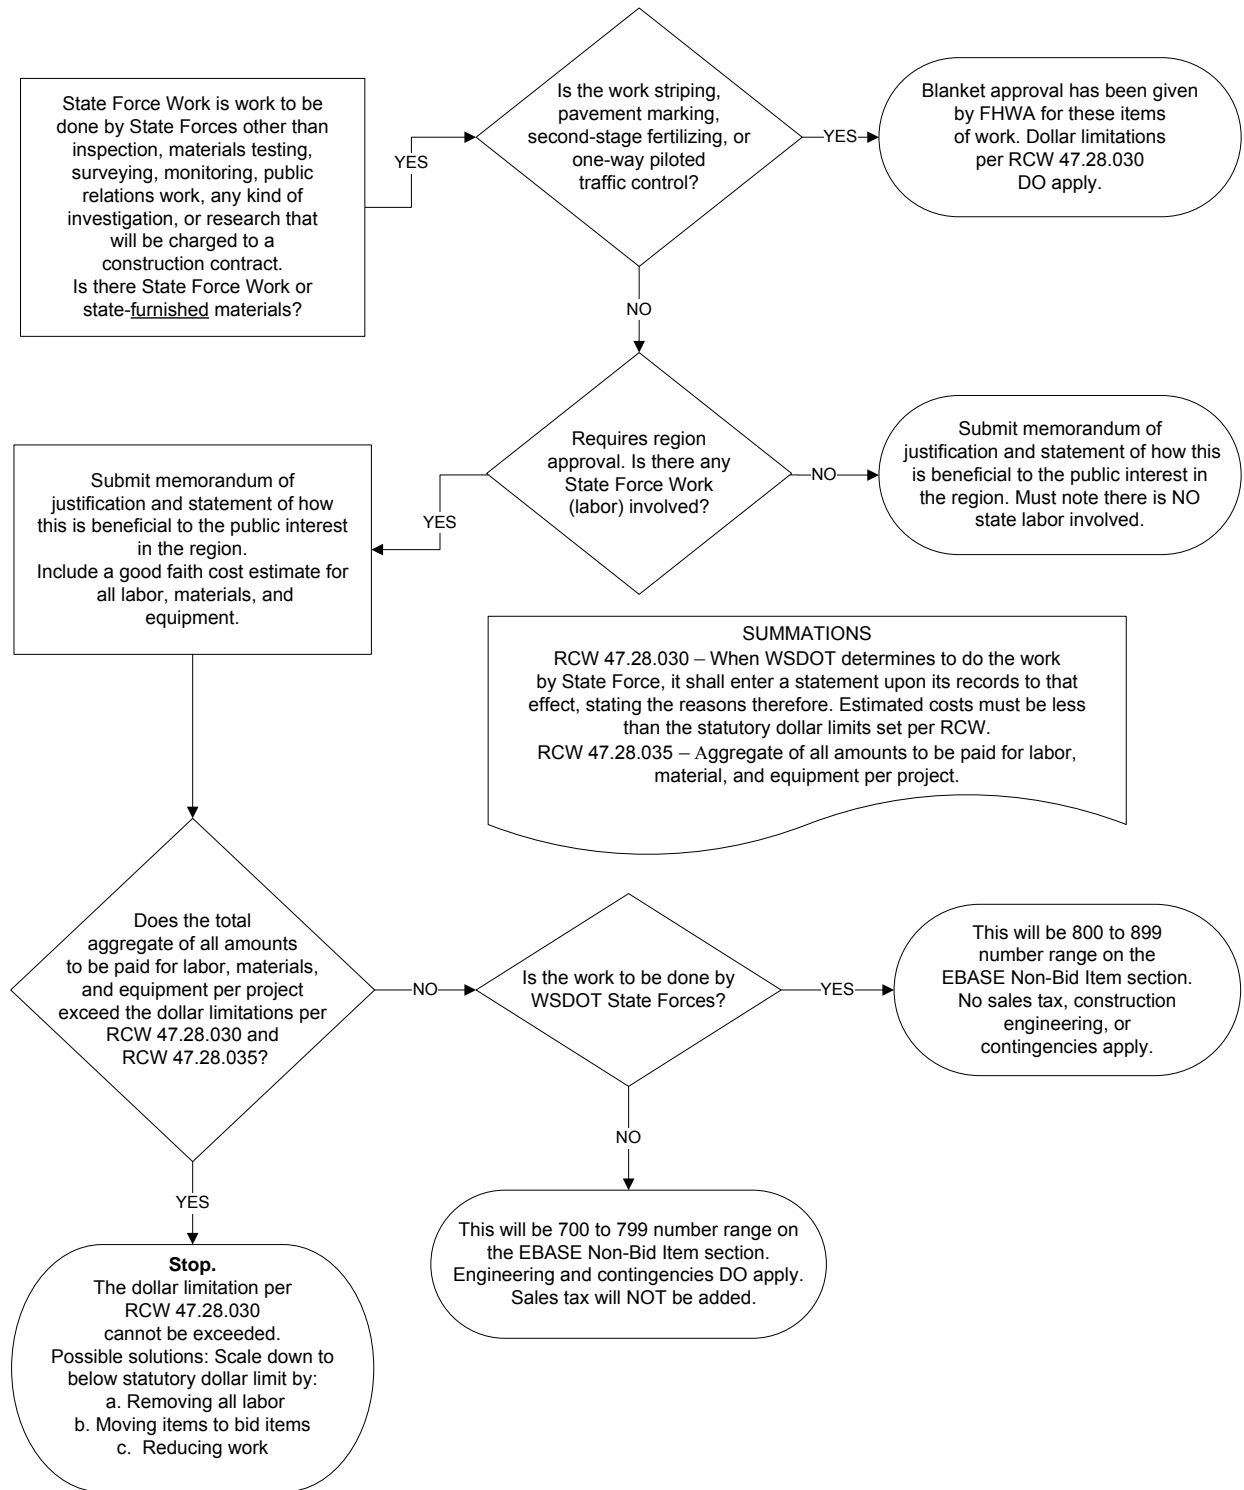 State Force Work is work to be
done by State Forces other than
inspection, materials testing,
surveying, monitoring, public
relations work, any kind of
investigation, or research that
will be charged to a
construction contract.
Is there State Force Work or
state-furnished materials?
YES
Is the work striping,
pavement marking,
second-stage fertilizing, or
one-way piloted
traffic control?
YES
Blanket approval has been given
by FHWA for these items
of work. Dollar limitations
per RCW 47.28.030
DO apply.
NO
Requires region
approval. Is there any
State Force Work
(labor) involved?
NO
Submit memorandum of
justification and statement of how this
is beneficial to the public interest in
the region. Must note there is NO
state labor involved.
YES
Submit memorandum of
justification and statement of how
this is beneficial to the public interest
in the region.
Include a good faith cost estimate for
all labor, materials, and
equipment.
SUMMATIONS
RCW 47.28.030 – When WSDOT determines to do the work
by State Force, it shall enter a statement upon its records to that
effect, stating the reasons therefore. Estimated costs must be less
than the statutory dollar limits set per RCW.
RCW 47.28.035 – Aggregate of all amounts to be paid for labor,
material, and equipment per project.
Does the total
aggregate of all amounts
to be paid for labor, materials,
and equipment per project
exceed the dollar limitations per
RCW 47.28.030 and
RCW 47.28.035?
NO
Is the work to be done by
WSDOT State Forces?
YES
This will be 800 to 899
number range on the
EBASE Non-Bid Item section.
No sales tax, construction
engineering, or
contingencies apply.
NO
This will be 700 to 799 number range on
the EBASE Non-Bid Item section.
Engineering and contingencies DO apply.
Sales tax will NOT be added.
YES
Stop.
The dollar limitation per
RCW 47.28.030
cannot be exceeded.
Possible solutions: Scale down to
below statutory dollar limit by:
a. Removing all labor
b. Moving items to bid items
c. Reducing work